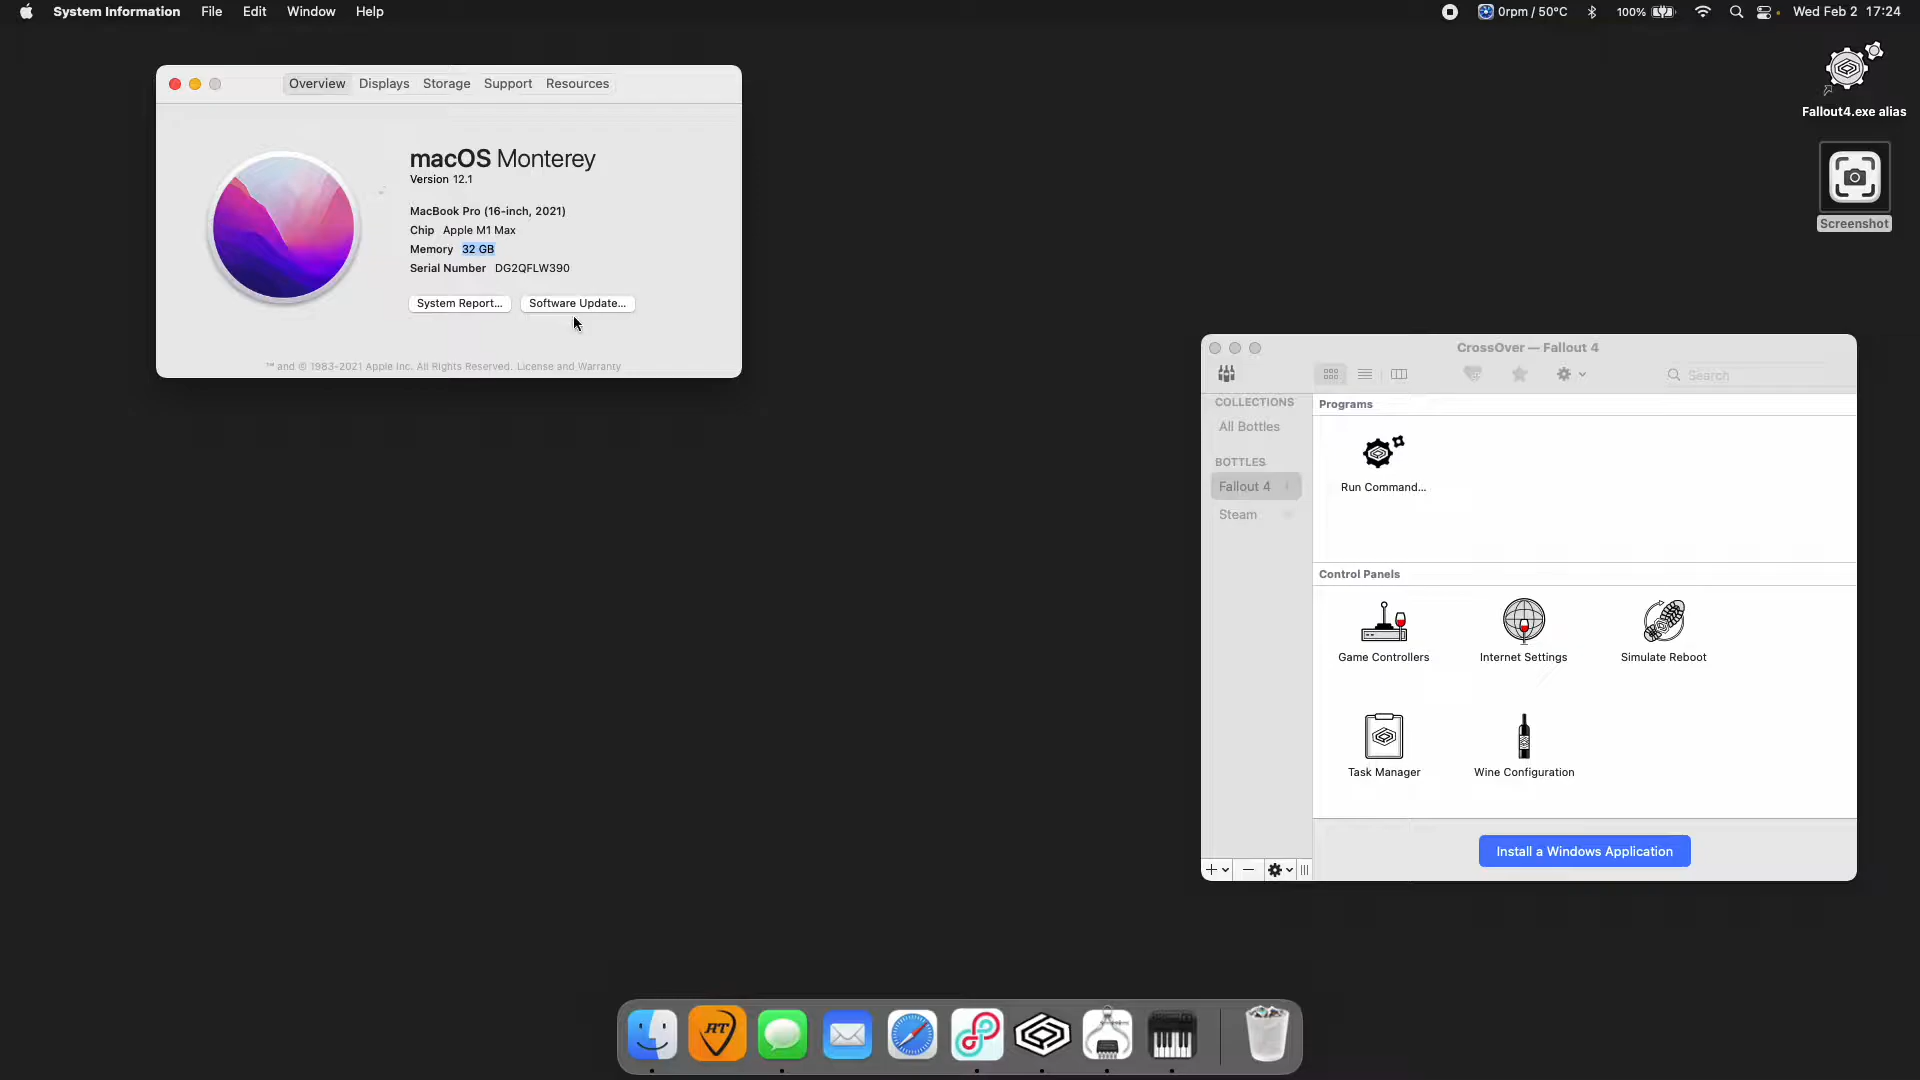 System Information File Edit Window Help
0rpm / 50°C 100% Wed Feb 2 17:24
Fallout4.exe alias
Screenshot
Overview Displays Storage Support Resources
macOS Monterey
Version 12.1
MacBook Pro (16-inch, 2021)
Chip Apple M1 Max
Memory 32 GB
Serial Number DG2QFLW390
System Report... Software Update...
™ and © 1983-2021 Apple Inc. All Rights Reserved. License and Warranty
CrossOver — Fallout 4
Search
COLLECTIONS
All Bottles
BOTTLES
Fallout 4
Steam
Programs
Run Command...
Control Panels
Game Controllers Internet Settings Simulate Reboot
Task Manager Wine Configuration
Install a Windows Application
RT